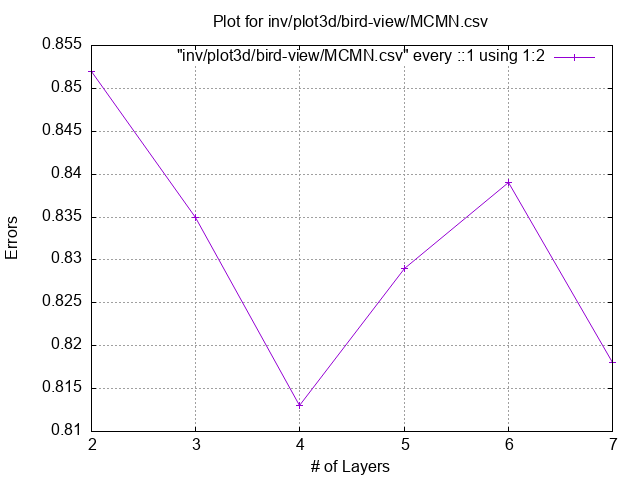 Plot for inv/plot3d/bird-view/MCMN.csv
"inv/plot3d/bird-view/MCMN.csv" every ::1 using 1:2
0.855
0.85
0.845
0.84
0.835
0.83
0.825
0.82
0.815
0.81
Errors
2 3 4 5 6 7
# of Layers